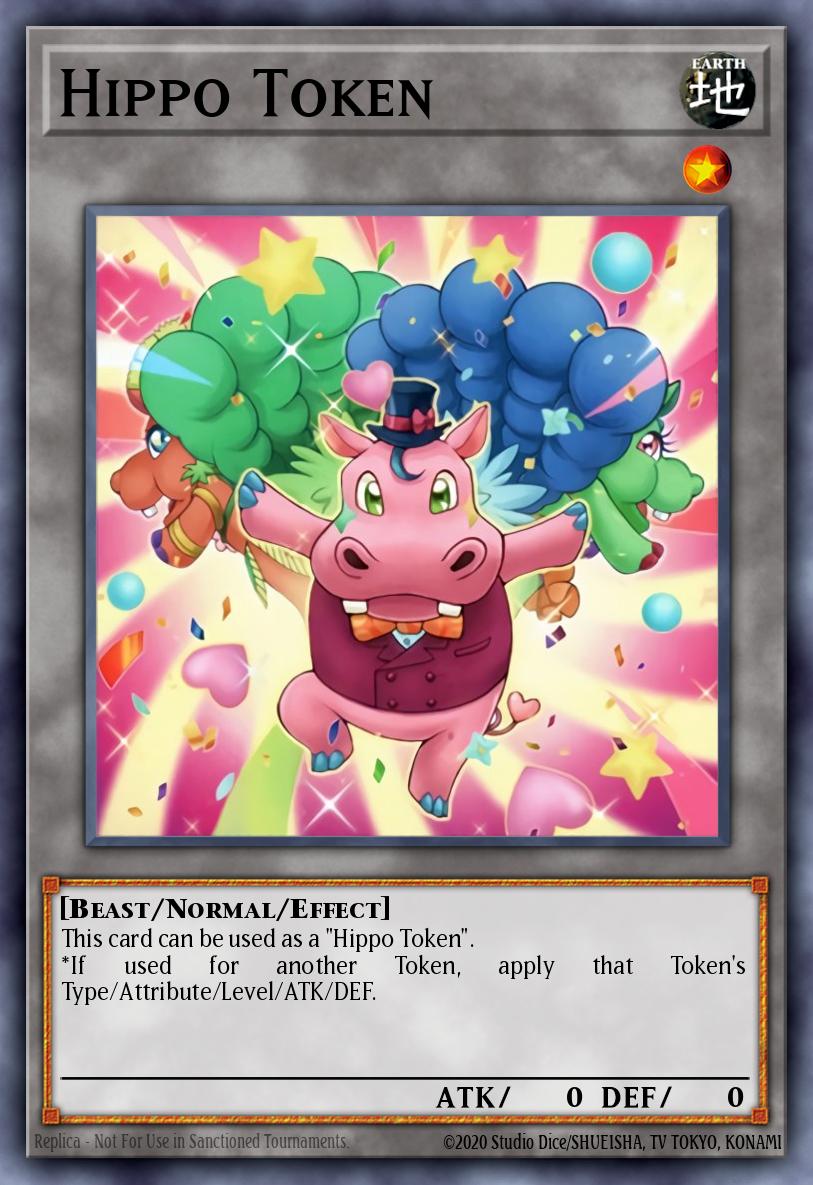 Hippo Token
EARTH
地
[Beast/Normal/Effect]
This card can be used as a "Hippo Token".
*If used for another Token, apply that Token's
Type/Attribute/Level/ATK/DEF.
ATK/ 0 DEF/ 0
Replica - Not For Use in Sanctioned Tournaments.
©2020 Studio Dice/SHUEISHA, TV TOKYO, KONAMI